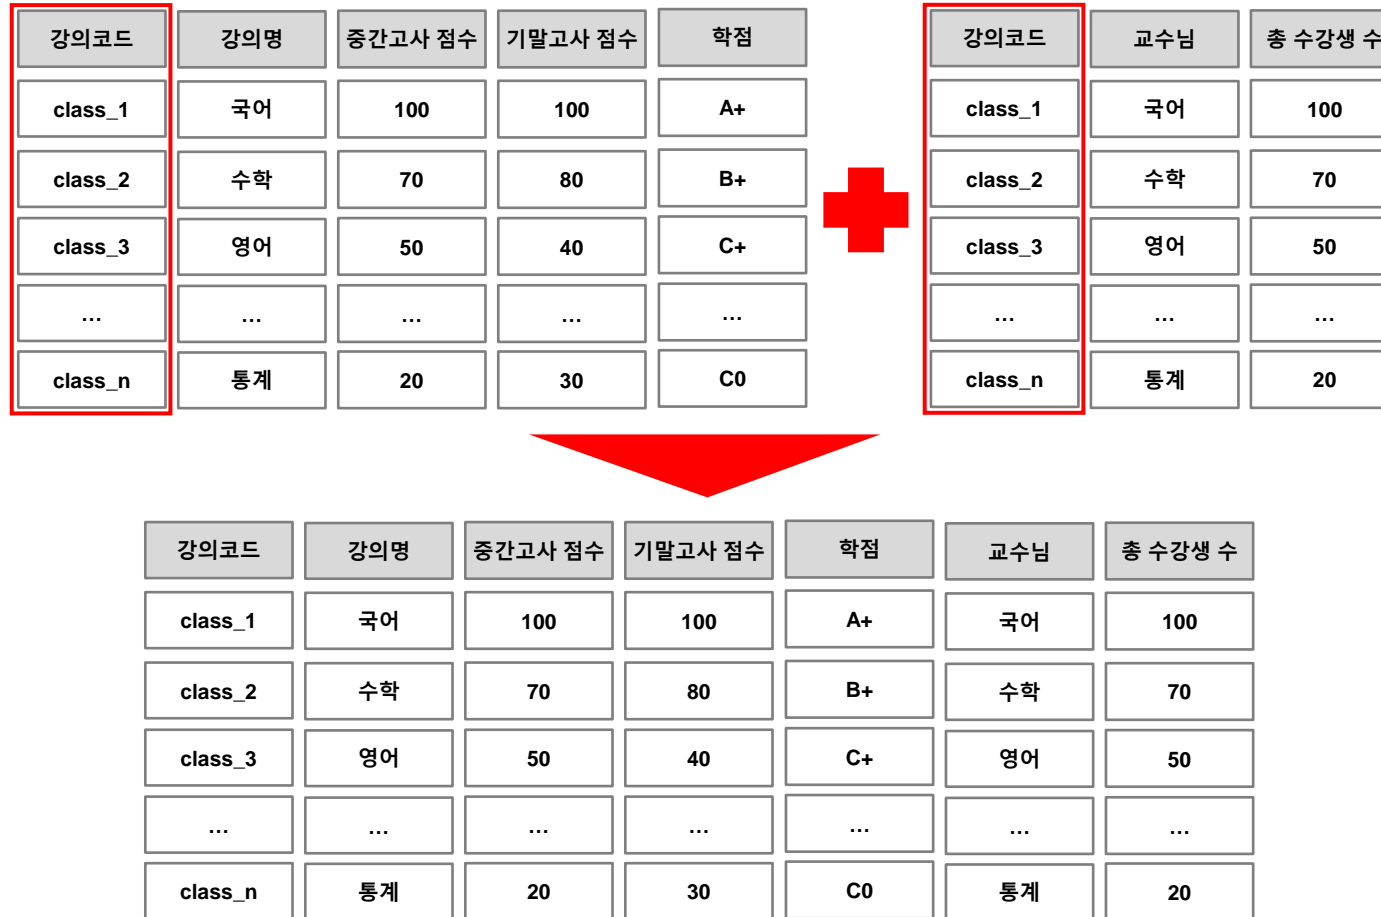 강의코드 강의명 중간고사 점수 기말고사 점수 학점
class_1 국어 100 100 A+
class_2 수학 70 80 B+
class_3 영어 50 40 C+
... ... ... ... ...
class_n 통계 20 30 C0
강의코드 교수님 총 수강생 수
class_1 국어 100
class_2 수학 70
class_3 영어 50
... ... ...
class_n 통계 20
강의코드 강의명 중간고사 점수 기말고사 점수 학점 교수님 총 수강생 수
class_1 국어 100 100 A+ 국어 100
class_2 수학 70 80 B+ 수학 70
class_3 영어 50 40 C+ 영어 50
... ... ... ... ... ... ...
class_n 통계 20 30 C0 통계 20